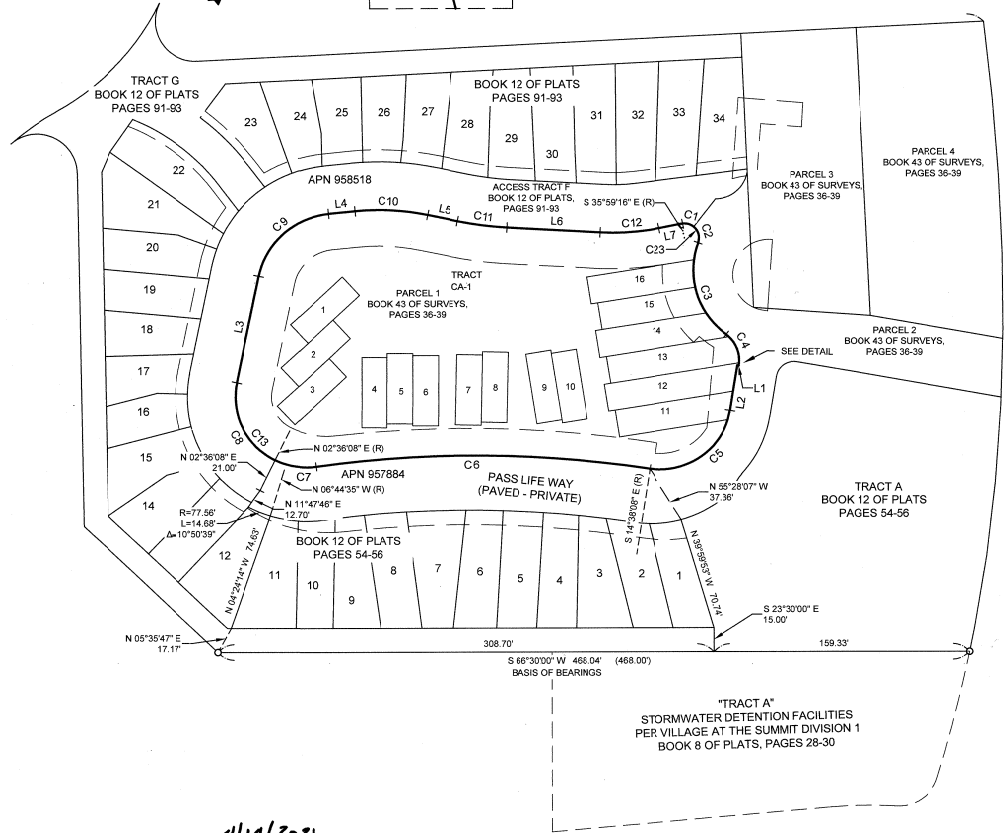 TRACT G
BOOK 12 OF PLATS
PAGES 91-93
BOOK 12 OF PLATS
PAGES 91-93
23
24
25
26
27
28
29
30
31
32
33
34
22
21
20
19
18
17
16
15
14
APN 958518
ACCESS TRACT F
BOOK 12 OF PLATS,
PAGES 91-93
S 35°59'16" E (R)
PARCEL 3
BOOK 43 OF SURVEYS,
PAGES 36-39
PARCEL 4
BOOK 43 OF SURVEYS,
PAGES 36-39
PARCEL 2
BOOK 43 OF SURVEYS,
PAGES 36-39
C9
L4
C10
L5
C11
L6
C12
L7
C1
C2
C23
C3
C4
SEE DETAIL
L1
L2
C5
L3
C8
C13
C7
C6
TRACT
CA-1
PARCEL 1
BOOK 43 OF SURVEYS,
PAGES 36-39
1
2
3
4
5
6
7
8
9
10
16
15
14
13
12
11
N 02°36'08" E (R)
N 02°36'08" E
21.00'
N 06°44'35" W (R)
APN 957884
PASS LIFE WAY
(PAVED - PRIVATE)
N 55°28'07" W
37.36'
S 14°38'08" E (R)
N 11°47'46" E
12.70'
R=77.56'
L=14.68'
Δ=10°50'39"
BOOK 12 OF PLATS
PAGES 54-56
TRACT A
BOOK 12 OF PLATS
PAGES 54-56
12
11
10
9
8
7
6
5
4
3
2
1
N 04°24'14" W 74.63'
N 39°59'53" W 70.74'
S 23°30'00" E
15.00'
N 05°35'47" E
17.17'
308.70'
159.33'
S 66°30'00" W 468.04' (468.00')
BASIS OF BEARINGS
"TRACT A"
STORMWATER DETENTION FACILITIES
PER VILLAGE AT THE SUMMIT DIVISION 1
BOOK 8 OF PLATS, PAGES 28-30